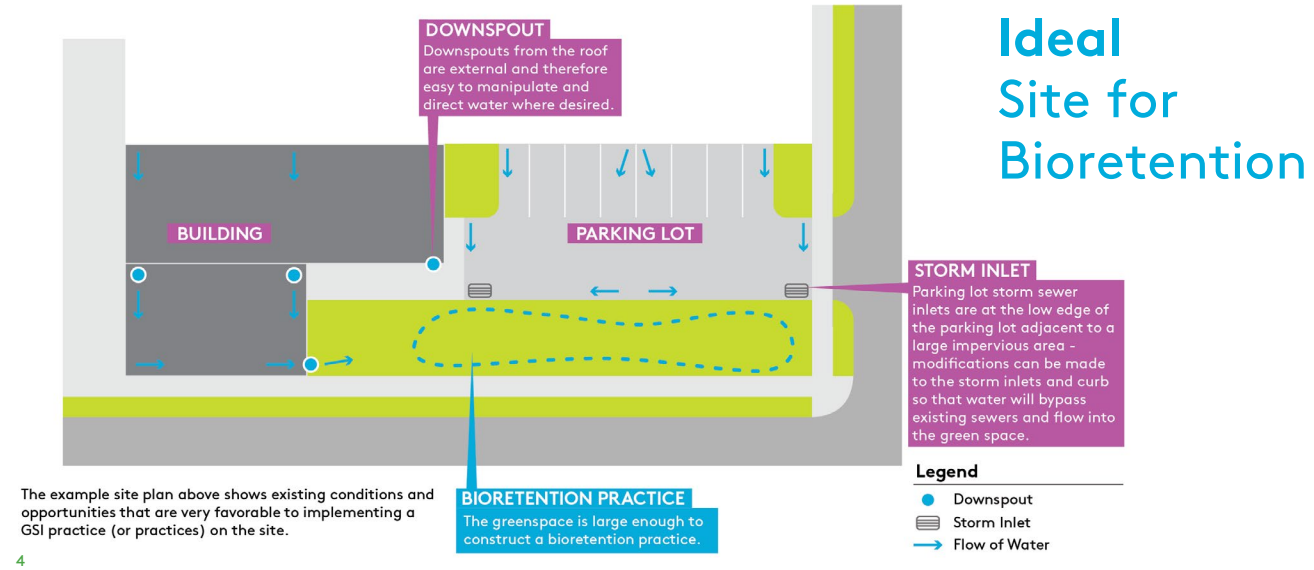 Ideal
Site for
Bioretention
DOWNSPOUT
Downspouts from the roof
are external and therefore
easy to manipulate and
direct water where desired.
BUILDING
PARKING LOT
STORM INLET
Parking lot storm sewer
inlets are at the low edge of
the parking lot adjacent to a
large impervious area -
modifications can be made
to the storm inlets and curb
so that water will bypass
existing sewers and flow into
the green space.
BIORETENTION PRACTICE
The greenspace is large enough to
construct a bioretention practice.
Legend
Downspout
Storm Inlet
Flow of Water
The example site plan above shows existing conditions and
opportunities that are very favorable to implementing a
GSI practice (or practices) on the site.
4